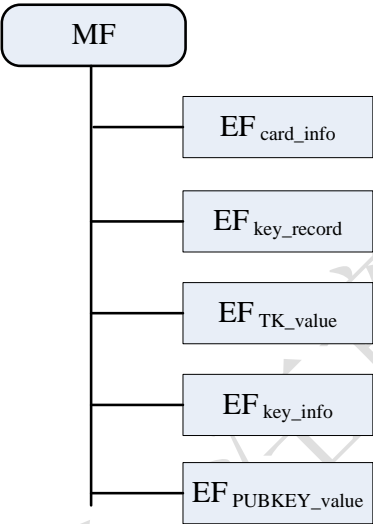 MF
EF card_info
EF key_record
EF TK_value
EF key_info
EF PUBKEY_value